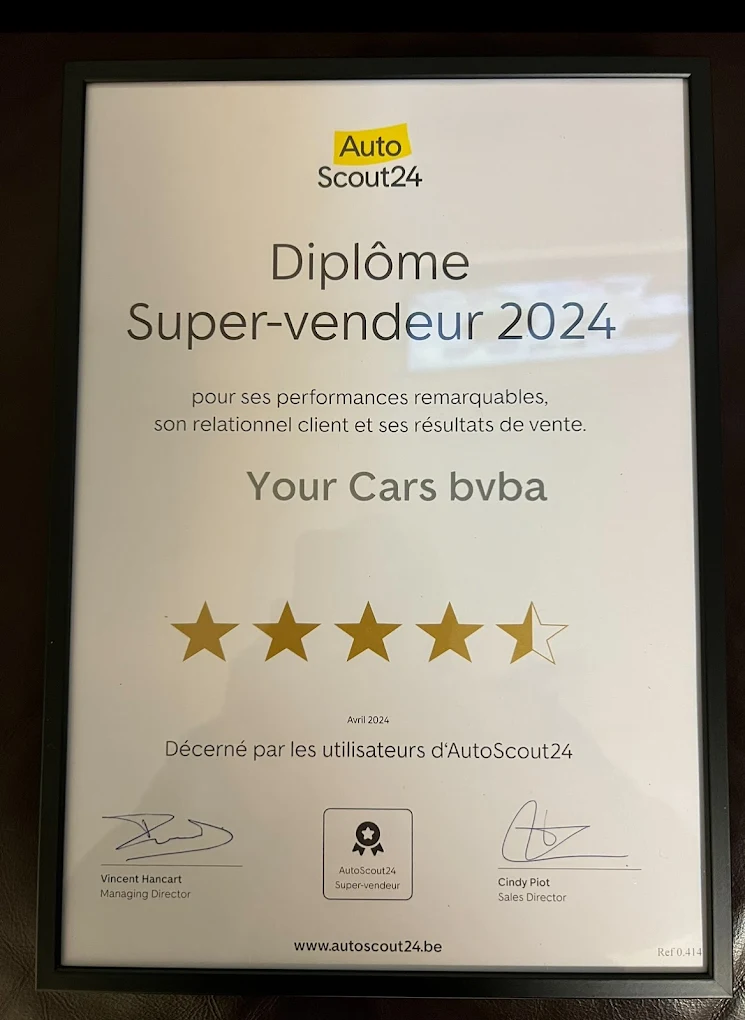 Auto
Scout24
Diplôme
Super-vendeur 2024
pour ses performances remarquables,
son relationnel client et ses résultats de vente.
Your Cars bvba
Avril 2024
Décerné par les utilisateurs d'AutoScout24
Vincent Hancart
Managing Director
AutoScout24
Super-vendeur
Cindy Piot
Sales Director
www.autoscout24.be
Ref 0.414